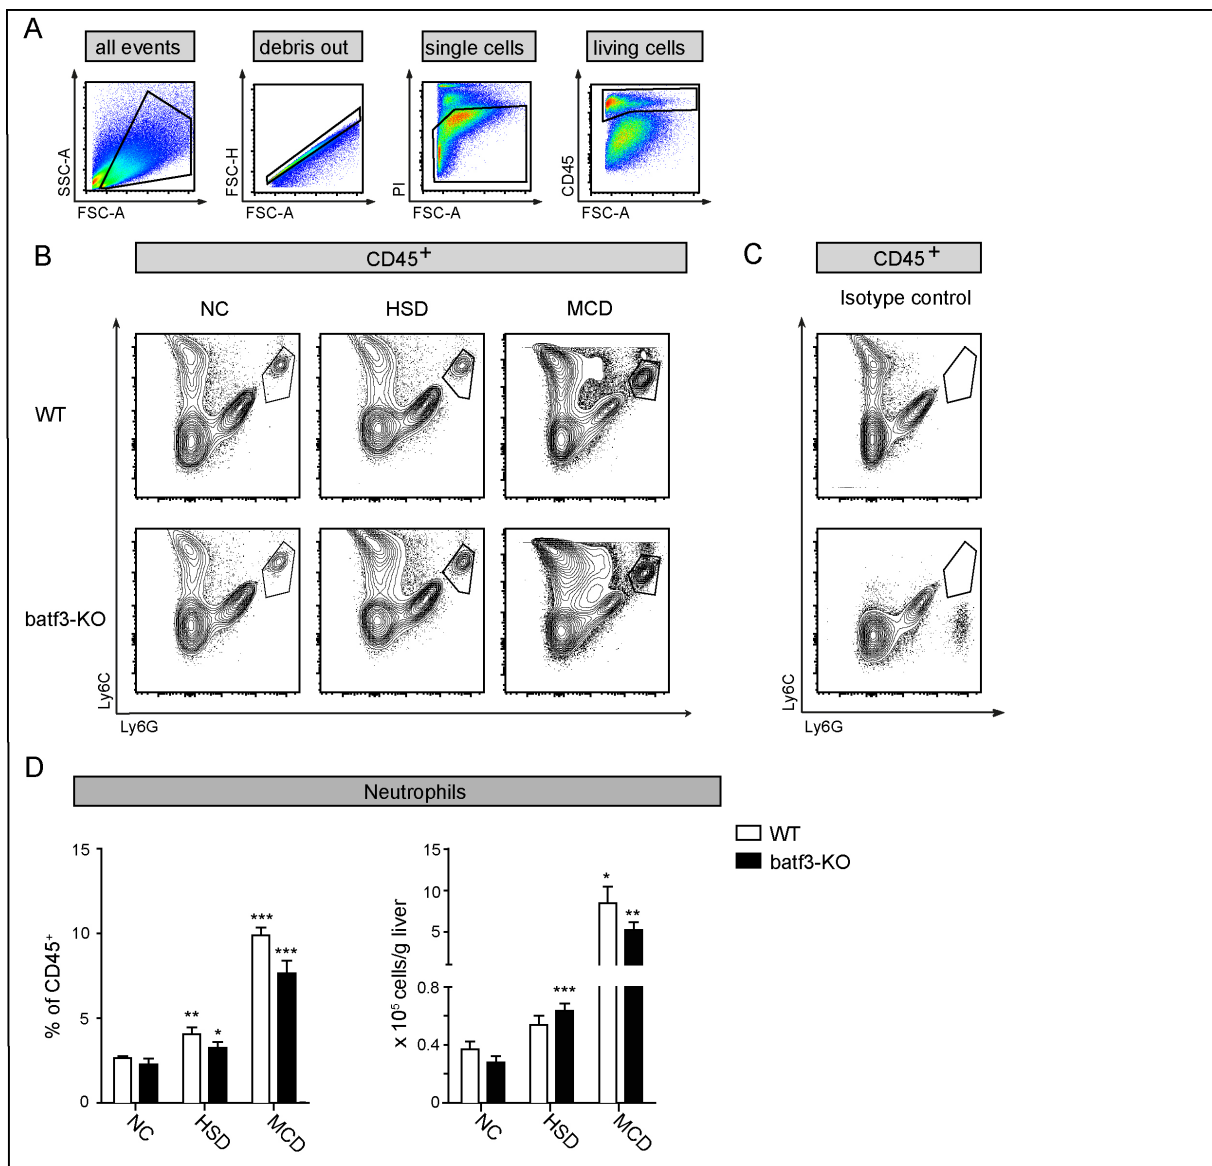 A
all events
debris out
single cells
living cells
SSC-A
FSC-A
FSC-H
FSC-A
PI
FSC-A
CD45
FSC-A
B
CD45+
C
CD45+
NC
HSD
MCD
Isotype control
WT
batf3-KO
Ly6C
Ly6G
Ly6C
Ly6G
D
Neutrophils
WT
batf3-KO
% of CD45+
15
10
5
0
**
*
***
***
NC
HSD
MCD
x 10⁵ cells/g liver
15
10
5
0.8
0.4
0
***
*
**
NC
HSD
MCD